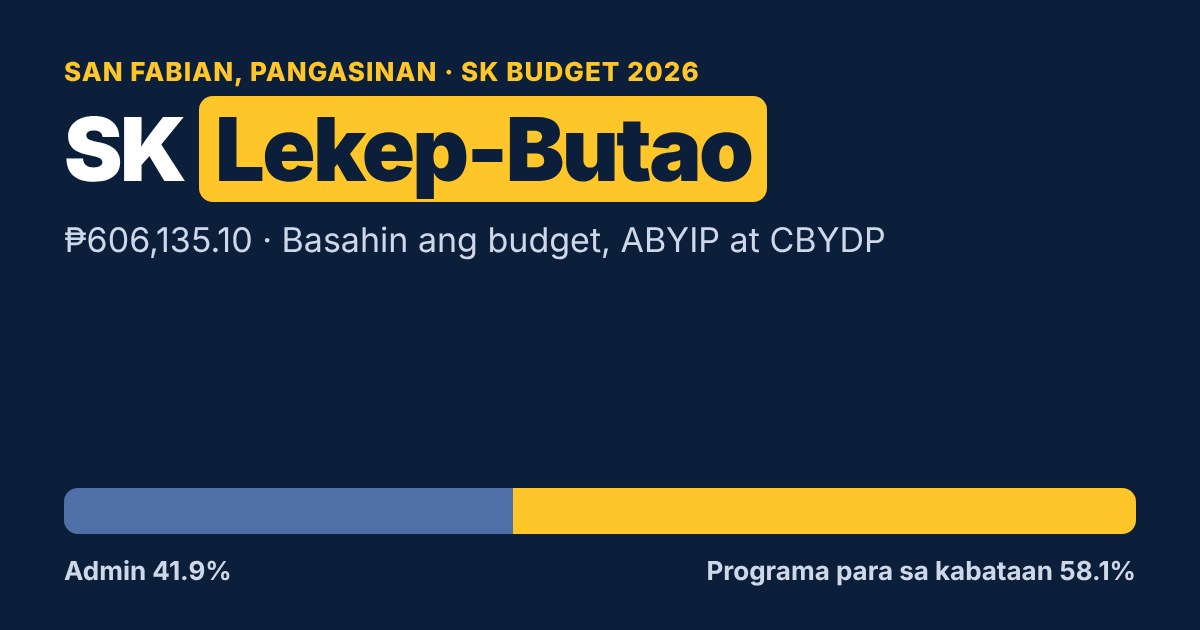 SAN FABIAN, PANGASINAN · SK BUDGET 2026
SK Lekep-Butao
₱606,135.10 · Basahin ang budget, ABYIP at CBYDP
Admin 41.9%
Programa para sa kabataan 58.1%